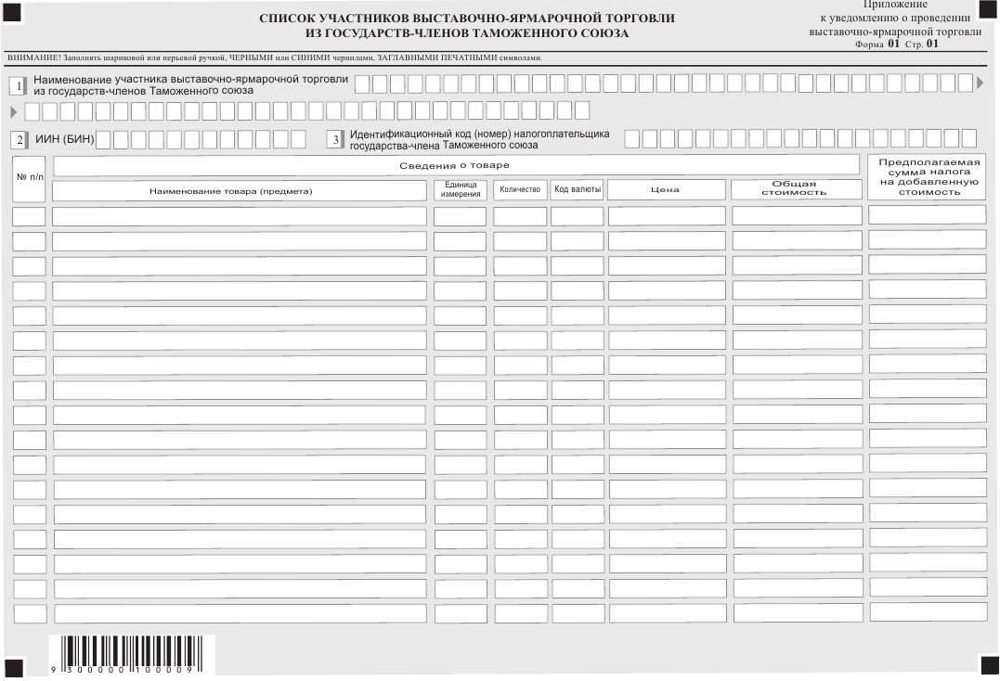 СПИСОК УЧАСТНИКОВ ВЫСТАВОЧНО-ЯРМАРОЧНОЙ ТОРГОВЛИ
ИЗ ГОСУДАРСТВ-ЧЛЕНОВ ТАМОЖЕННОГО СОЮЗА
Приложение
к уведомлению о проведении
выставочно-ярмарочной торговли
Форма 01 Стр. 01
ВНИМАНИЕ! Заполнять шариковой или перьевой ручкой, ЧЕРНЫМИ или СИНИМИ чернилами, ЗАГЛАВНЫМИ ПЕЧАТНЫМИ символами.
1 Наименование участника выставочно-ярмарочной торговли
из государств-членов Таможенного союза
2 ИИН (БИН)
3 Идентификационный код (номер) налогоплательщика
государства-члена Таможенного союза
№ п/п
Сведения о товаре
Наименование товара (предмета)
Единица
измерения
Количество
Код валюты
Цена
Общая
стоимость
Предполагаемая
сумма налога
на добавленную
стоимость
9 300000 100009